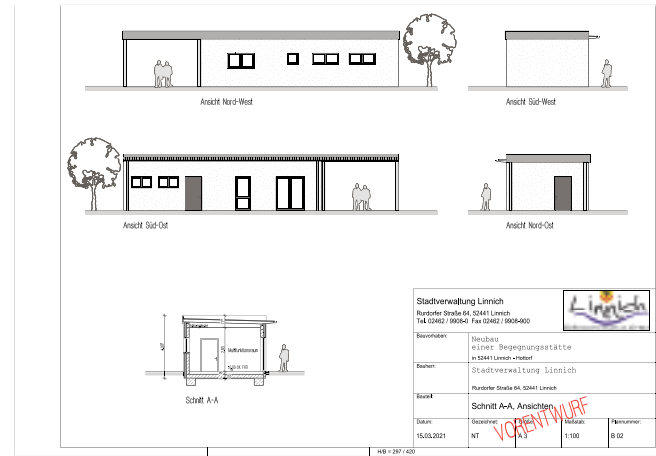 Ansicht Nord-West
Ansicht Süd-West
Ansicht Süd-Ost
Ansicht Nord-Ost
Schnitt A-A
Multifunktionsraum
Stadtverwaltung Linnich
Rurdorfer Straße 64, 52441 Linnich
Tel. 02462 / 9908-0 Fax 02462 / 9908-900
Linnich
Bauvorhaben:
Neubau
einer Begegnungsstätte
in 52441 Linnich - Hottorf
Bauherr:
Stadtverwaltung Linnich
Rurdorfer Straße 64, 52441 Linnich
Bauteil:
Schnitt A-A, Ansichten
VORENTWURF
Datum: Gezeichnet: Größe: Maßstab: Plannummer:
15.03.2021 NT A 3 1:100 B 02
H/B = 297 / 420